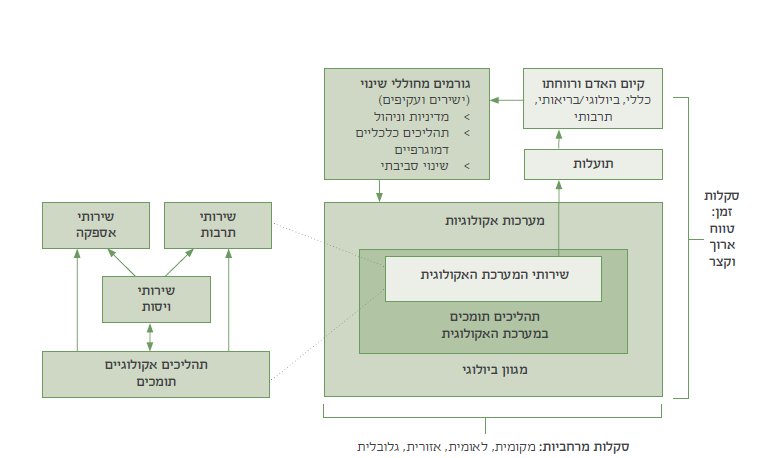 קיום האדם ורווחתו
כללי, ביולוגי/בריאותי,
תרבותי
גורמים מחוללי שינוי
(ישירים ועקיפים)
> מדיניות וניהול
> תהליכים כלכליים
דמוגרפיים
> שינוי סביבתי
תועלות
סקלות
זמן:
טווח
ארוך
וקצר
מערכות אקולוגיות
שירותי המערכת האקולוגית
תהליכים תומכים
במערכת האקולוגית
מגוון ביולוגי
סקלות מרחביות: מקומית, לאומית, אזורית, גלובלית
שירותי
תרבות
שירותי
אספקה
שירותי
ויסות
תהליכים אקולוגיים
תומכים